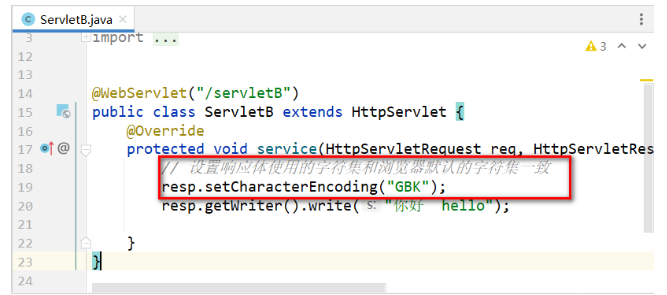 ServletB.java
3 import ...
12
13
14 @WebServlet("/servletB")
15 public class ServletB extends HttpServlet {
16 @Override
17 protected void service(HttpServletRequest req, HttpServletRes
18 // 设置响应体使用的字符集和浏览器默认的字符集一致
19 resp.setCharacterEncoding("GBK");
20 resp.getWriter().write( s: "你好 hello");
21
22 }
23 }
24
3